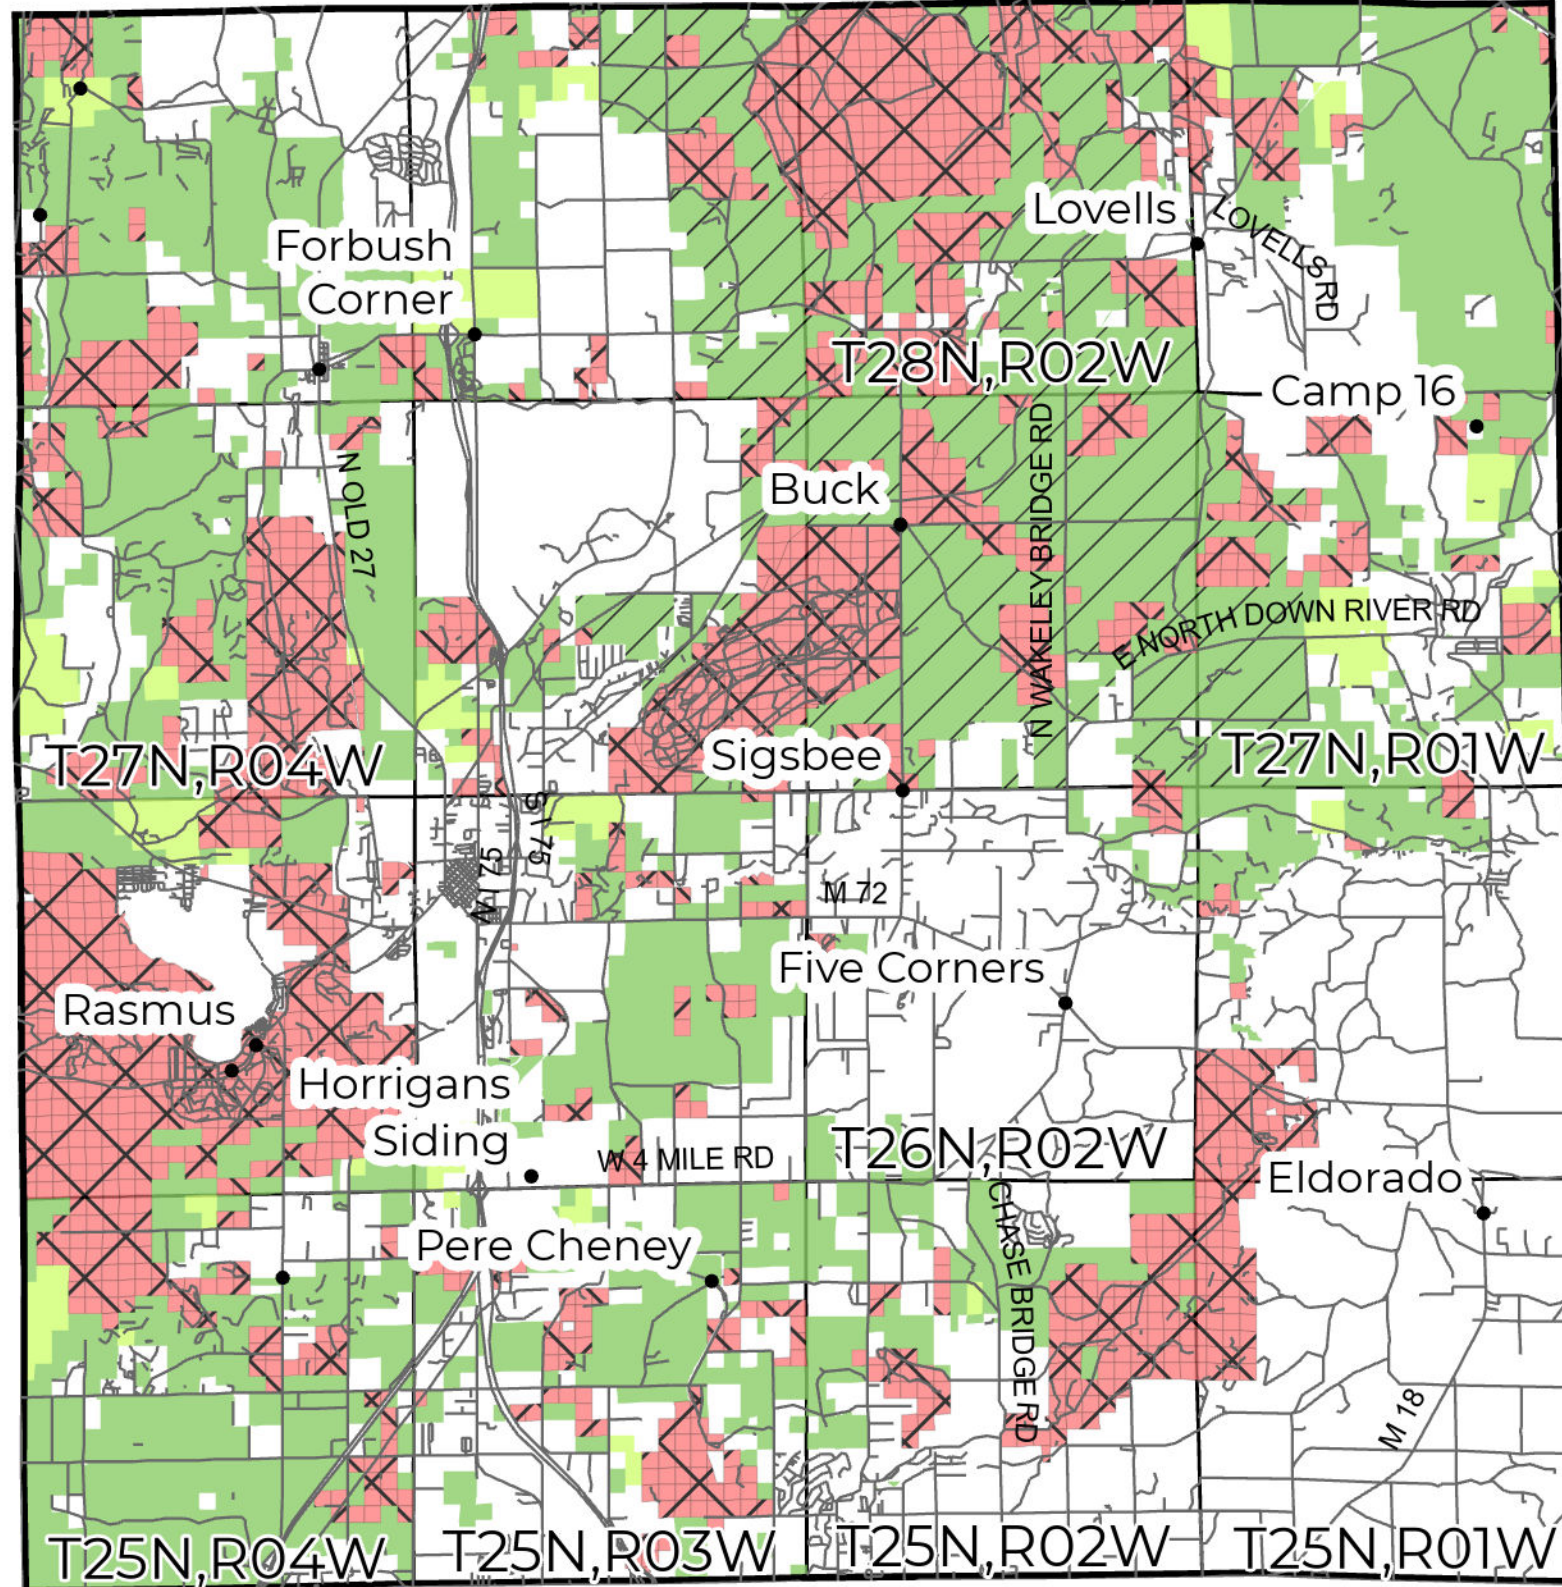 Lovells
LOVELLS RD
Forbush
Corner
T28N,R02W
Camp 16
N OLD 27
Buck
N WAKELEY BRIDGE RD
E NORTH DOWN RIVER RD
T27N,R04W
Sigsbee
T27N,R01W
S I 75
N I 75
M 72
Five Corners
Rasmus
Horrigans
Siding
W 4 MILE RD
T26N,R02W
Eldorado
CHASE BRIDGE RD
Pere Cheney
M 18
T25N,R04W
T25N,R03W
T25N,R02W
T25N,R01W